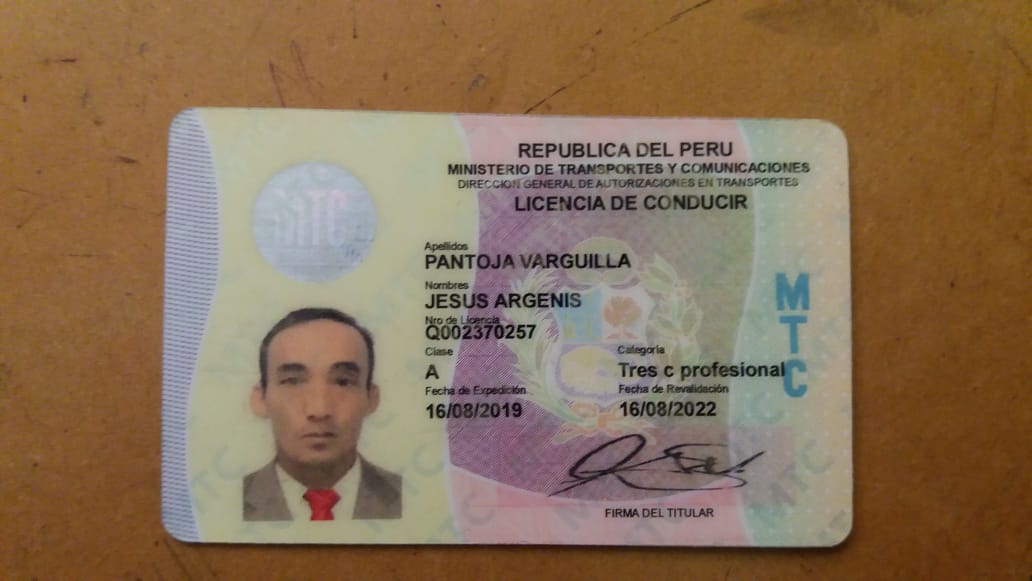 REPUBLICA DEL PERU
MINISTERIO DE TRANSPORTES Y COMUNICACIONES
DIRECCION GENERAL DE AUTORIZACIONES EN TRANSPORTES
LICENCIA DE CONDUCIR
MTC
Apellidos
PANTOJA VARGUILLA
Nombres
JESUS ARGENIS
Nro de Licencia
Q002370257
Clase
Categoria
A
Tres c profesional
Fecha de Expedición
Fecha de Revalidación
16/08/2019
16/08/2022
MTC
FIRMA DEL TITULAR